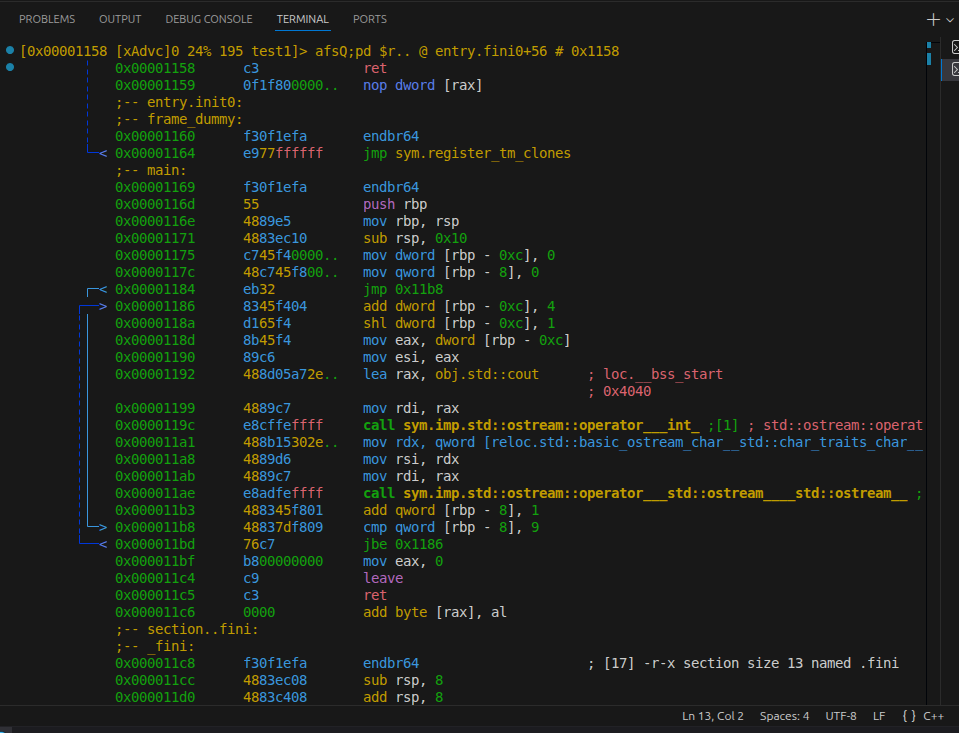 PROBLEMS OUTPUT DEBUG CONSOLE TERMINAL PORTS
[0x00001158 [xAdvc]0 24% 195 test1]> afsQ;pd $r.. @ entry.fini0+56 # 0x1158
0x00001158 c3 ret
0x00001159 0f1f800000.. nop dword [rax]
;-- entry.init0:
;-- frame_dummy:
0x00001160 f30f1efa endbr64
< 0x00001164 e977ffffff jmp sym.register_tm_clones
;-- main:
0x00001169 f30f1efa endbr64
0x0000116d 55 push rbp
0x0000116e 4889e5 mov rbp, rsp
0x00001171 4883ec10 sub rsp, 0x10
0x00001175 c745f40000.. mov dword [rbp - 0xc], 0
0x0000117c 48c745f800.. mov qword [rbp - 8], 0
< 0x00001184 eb32 jmp 0x11b8
> 0x00001186 8345f404 add dword [rbp - 0xc], 4
0x0000118a d165f4 shl dword [rbp - 0xc], 1
0x0000118d 8b45f4 mov eax, dword [rbp - 0xc]
0x00001190 89c6 mov esi, eax
0x00001192 488d05a72e.. lea rax, obj.std::cout ; loc.__bss_start
; 0x4040
0x00001199 4889c7 mov rdi, rax
0x0000119c e8cffeffff call sym.imp.std::ostream::operator___int_ ;[1] ; std::ostream::operat
0x000011a1 488b15302e.. mov rdx, qword [reloc.std::basic_ostream_char__std::char_traits_char__
0x000011a8 4889d6 mov rsi, rdx
0x000011ab 4889c7 mov rdi, rax
0x000011ae e8adfeffff call sym.imp.std::ostream::operator___std::ostream____std::ostream__ ;
0x000011b3 488345f801 add qword [rbp - 8], 1
> 0x000011b8 48837df809 cmp qword [rbp - 8], 9
< 0x000011bd 76c7 jbe 0x1186
0x000011bf b800000000 mov eax, 0
0x000011c4 c9 leave
0x000011c5 c3 ret
0x000011c6 0000 add byte [rax], al
;-- section..fini:
;-- _fini:
0x000011c8 f30f1efa endbr64 ; [17] -r-x section size 13 named .fini
0x000011cc 4883ec08 sub rsp, 8
0x000011d0 4883c408 add rsp, 8
Ln 13, Col 2 Spaces: 4 UTF-8 LF { } C++